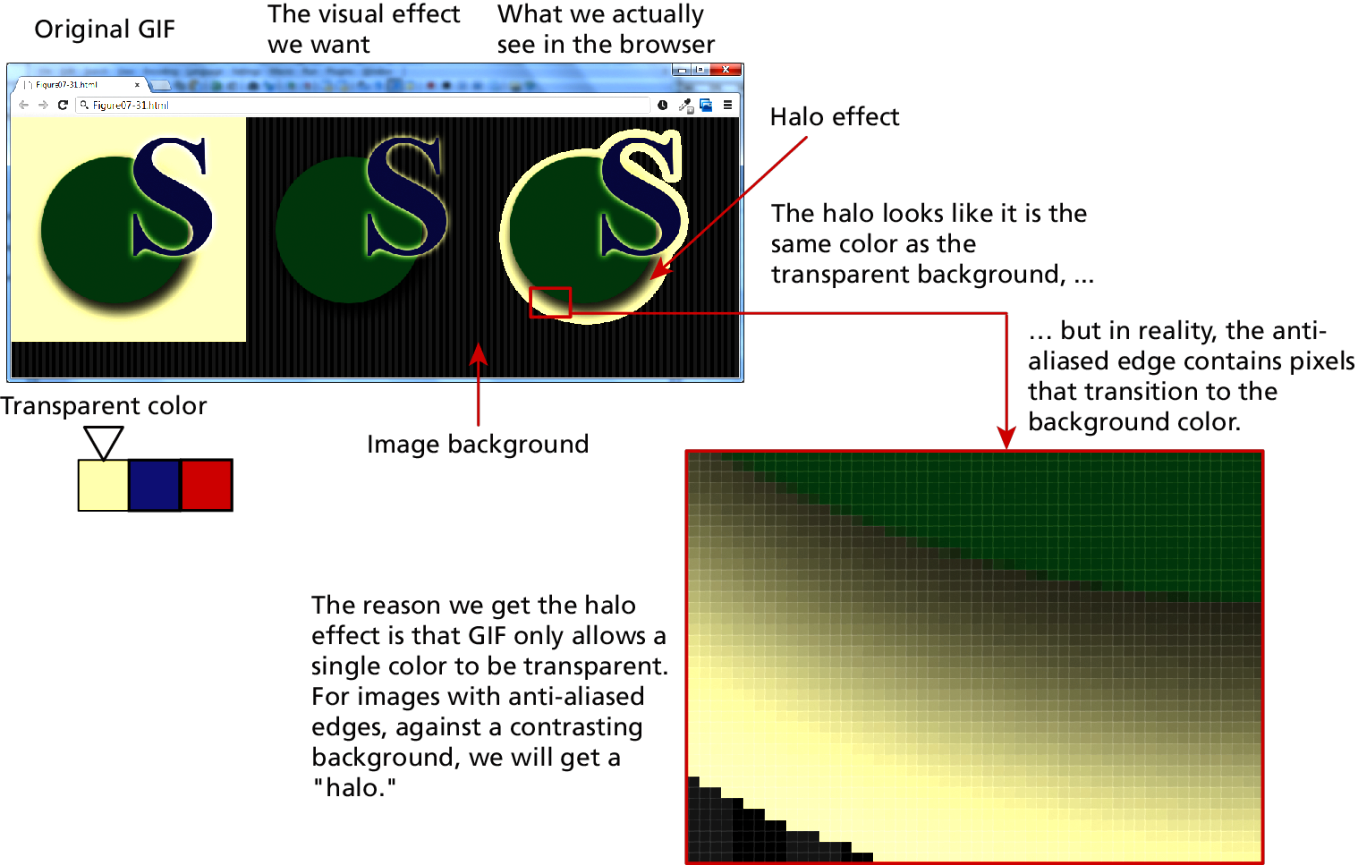 Original GIF
The visual effect
we want
What we actually
see in the browser
Figure07-31.html
x
Figure07-31.html
S
S
S
Halo effect
The halo looks like it is the
same color as the
transparent background, ...
... but in reality, the anti-
aliased edge contains pixels
that transition to the
background color.
Transparent color
Image background
The reason we get the halo
effect is that GIF only allows a
single color to be transparent.
For images with anti-aliased
edges, against a contrasting
background, we will get a
"halo."